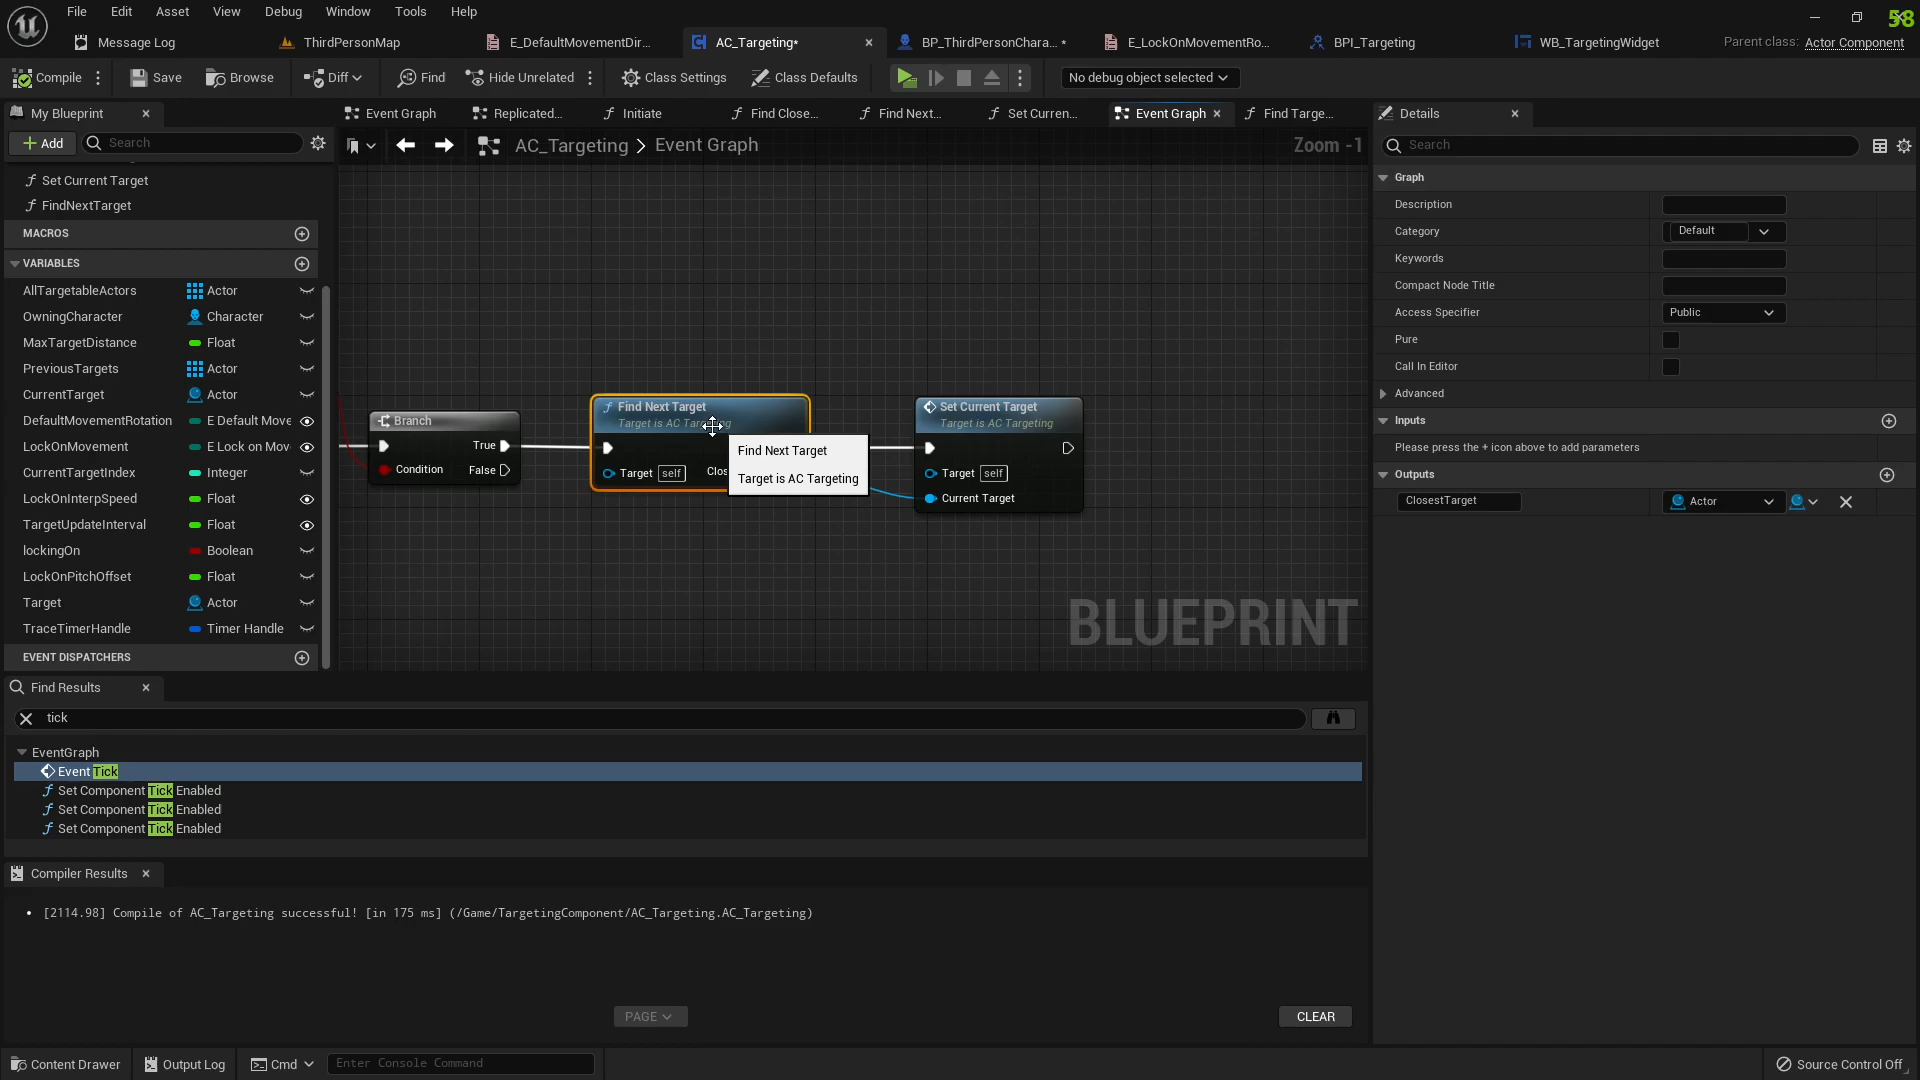 File Edit Asset View Debug Window Tools Help
58
Message Log ThirdPersonMap E_DefaultMovementDir... AC_Targeting* BP_ThirdPersonChara... * E_LockOnMovementRo... BPI_Targeting WB_TargetingWidget Parent class: Actor Component
Compile Save Browse Diff Find Hide Unrelated Class Settings Class Defaults No debug object selected
My Blueprint
Event Graph Replicated... Initiate Find Close... Find Next... Set Curren... Event Graph Find Targe...
Details
Add Search
AC_Targeting > Event Graph Zoom -1
Search
Set Current Target
FindNextTarget
MACROS
VARIABLES
AllTargetableActors Actor
OwningCharacter Character
MaxTargetDistance Float
PreviousTargets Actor
CurrentTarget Actor
DefaultMovementRotation E Default Move
LockOnMovement E Lock on Mov
CurrentTargetIndex Integer
LockOnInterpSpeed Float
TargetUpdateInterval Float
lockingOn Boolean
LockOnPitchOffset Float
Target Actor
TraceTimerHandle Timer Handle
EVENT DISPATCHERS
Branch
True
Condition False
Find Next Target
Target is AC Targeting
Target self Clos
Find Next Target
Target is AC Targeting
Set Current Target
Target is AC Targeting
Target self
Current Target
BLUEPRINT
Graph
Description
Category Default
Keywords
Compact Node Title
Access Specifier Public
Pure
Call In Editor
Advanced
Inputs
Please press the + icon above to add parameters
Outputs
ClosestTarget Actor
Find Results
tick
EventGraph
Event Tick
Set Component Tick Enabled
Set Component Tick Enabled
Set Component Tick Enabled
Compiler Results
• [2114.98] Compile of AC_Targeting successful! [in 175 ms] (/Game/TargetingComponent/AC_Targeting.AC_Targeting)
PAGE CLEAR
Content Drawer Output Log Cmd Enter Console Command Source Control Off